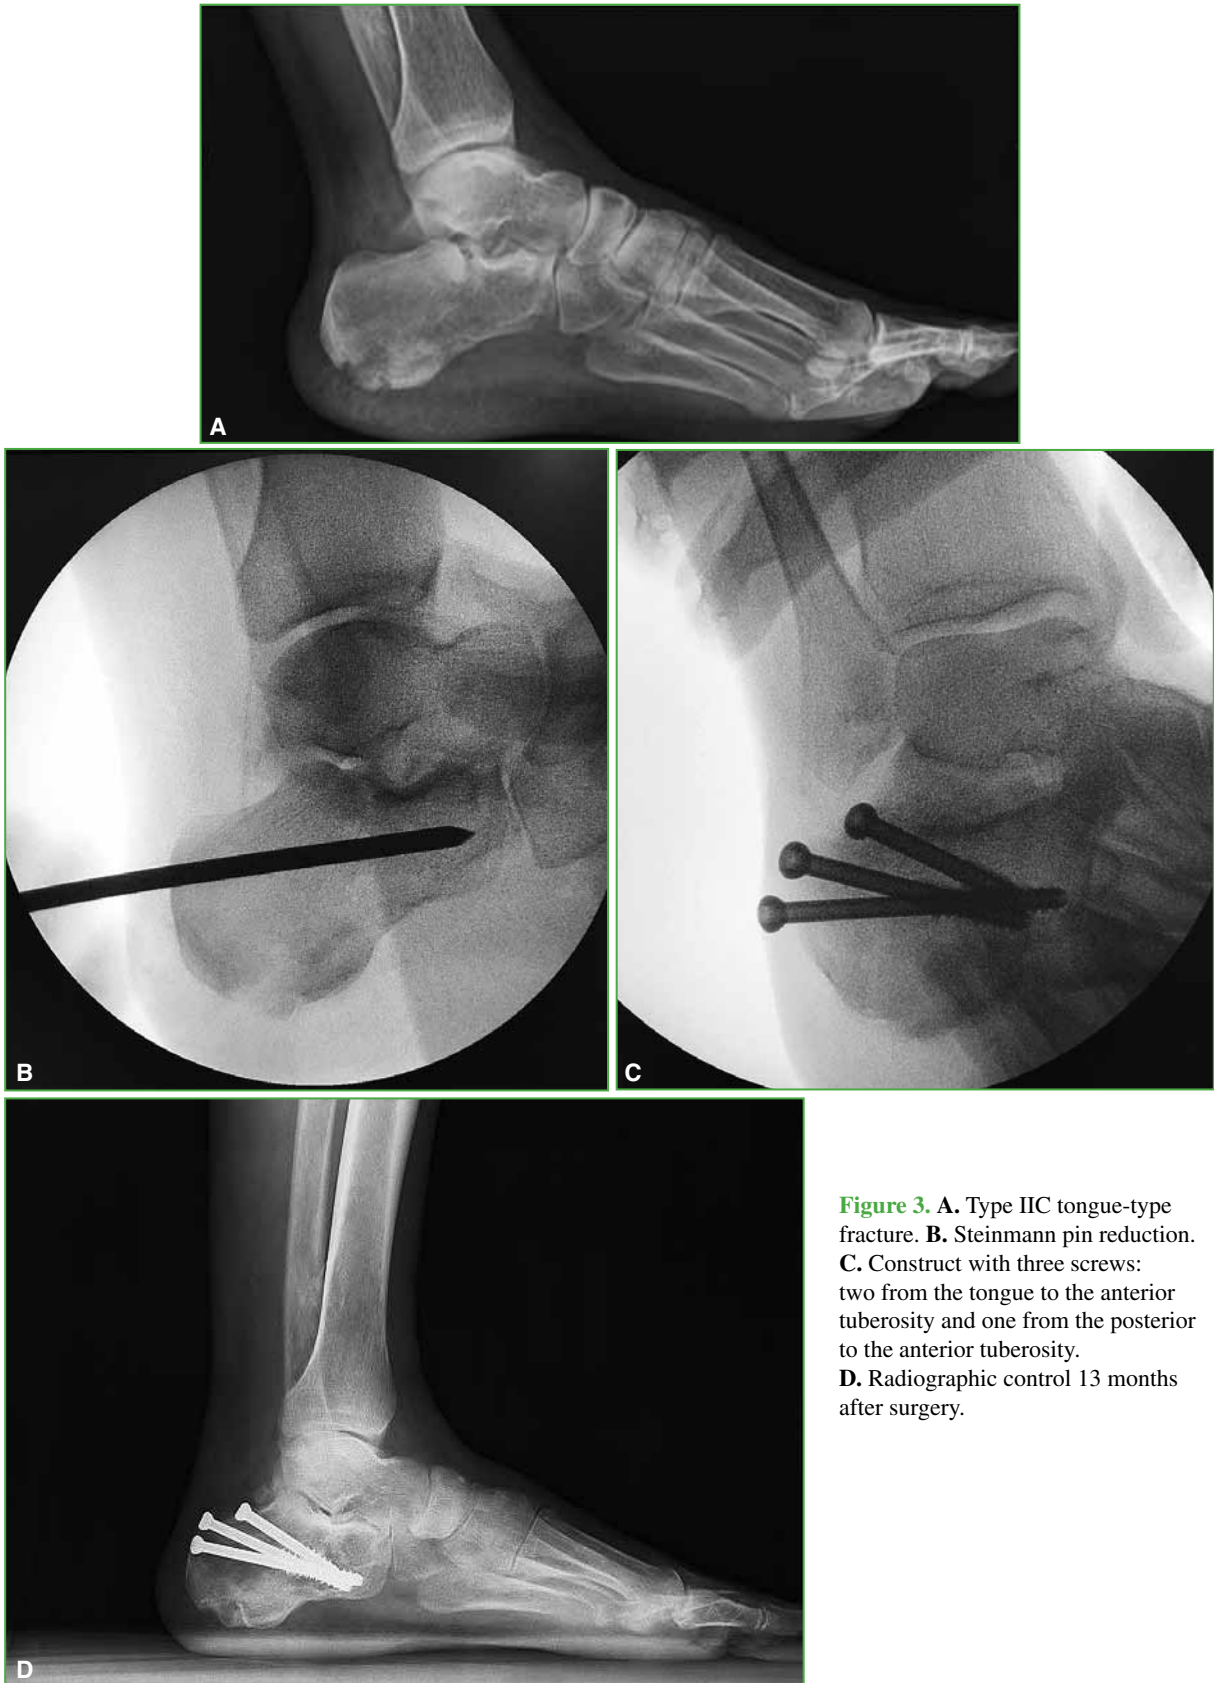 A
B
C
D
Figure 3. A. Type IIC tongue-type
fracture. B. Steinmann pin reduction.
C. Construct with three screws:
two from the tongue to the anterior
tuberosity and one from the posterior
to the anterior tuberosity.
D. Radiographic control 13 months
after surgery.